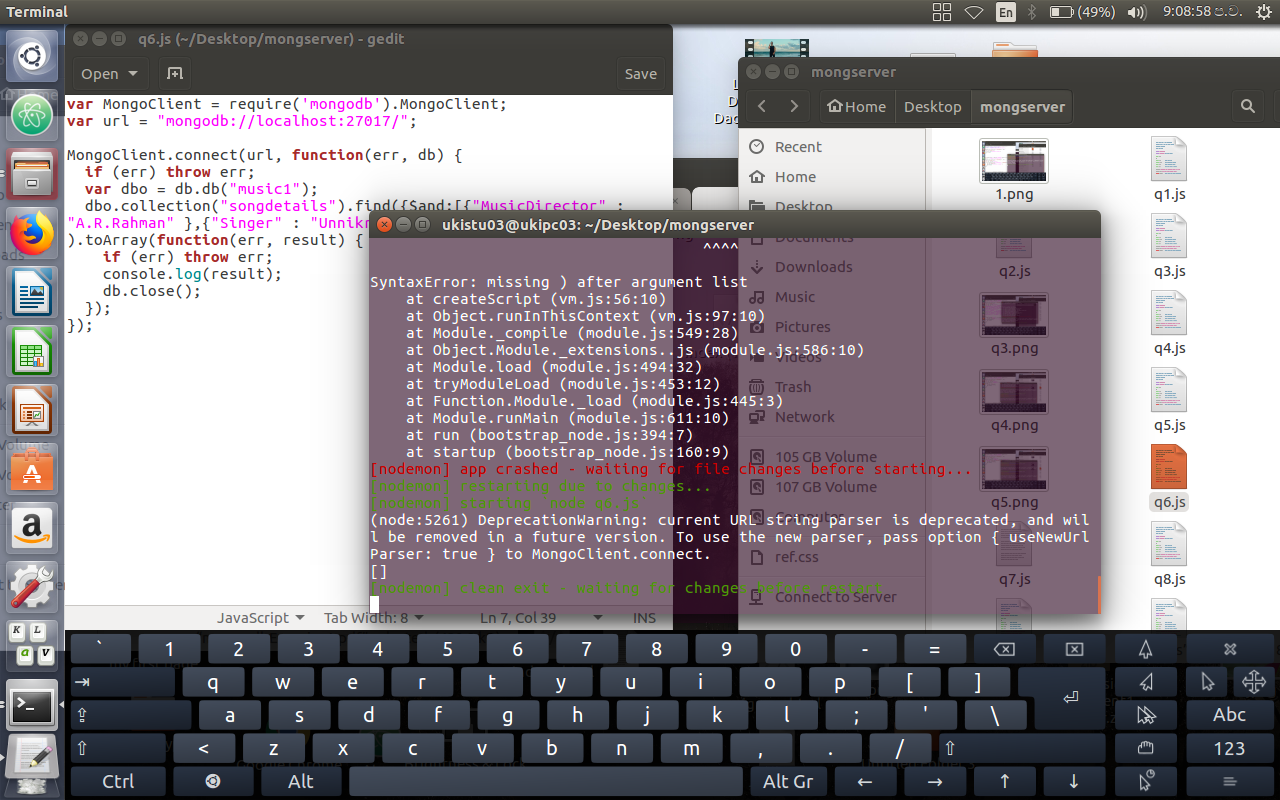 Terminal
En
(49%)
9:08:58 ප.ව.
q6.js (~/Desktop/mongserver) - gedit
Open
Save
var MongoClient = require('mongodb').MongoClient;
var url = "mongodb://localhost:27017/";
MongoClient.connect(url, function(err, db) {
if (err) throw err;
var dbo = db.db("music1");
dbo.collection("songdetails").find({$and:[{"MusicDirector" :
"A.R.Rahman" },{"Singer" :
).toArray(function(err, result) {
if (err) throw err;
console.log(result);
db.close();
});
});
JavaScript
Tab Width: 8
Ln 7, Col 39
INS
mongserver
Home
Desktop
mongserver
Recent
Home
Desktop
Documents
Downloads
Music
Pictures
Videos
Trash
Network
105 GB Volume
107 GB Volume
Computer
ref.css
Connect to Server
1.png
q1.js
q2.js
q3.js
q3.png
q4.js
q4.png
q5.js
q5.png
q6.js
q7.js
q8.js
ukistu03@ukipc03: ~/Desktop/mongserver
^^^^
SyntaxError: missing ) after argument list
at createScript (vm.js:56:10)
at Object.runInThisContext (vm.js:97:10)
at Module._compile (module.js:549:28)
at Object.Module._extensions..js (module.js:586:10)
at Module.load (module.js:494:32)
at tryModuleLoad (module.js:453:12)
at Function.Module._load (module.js:445:3)
at Module.runMain (module.js:611:10)
at run (bootstrap_node.js:394:7)
at startup (bootstrap_node.js:160:9)
[nodemon] app crashed - waiting for file changes before starting...
[nodemon] restarting due to changes...
[nodemon] starting `node q6.js`
(node:5261) DeprecationWarning: current URL string parser is deprecated, and wil
l be removed in a future version. To use the new parser, pass option { useNewUrl
Parser: true } to MongoClient.connect.
[]
[nodemon] clean exit - waiting for changes before restart
` 1 2 3 4 5 6 7 8 9 0 - =
q w e r t y u i o p [ ]
a s d f g h j k l ; ' \
Abc
< z x c v b n m , . /
123
Ctrl
Alt
Alt Gr